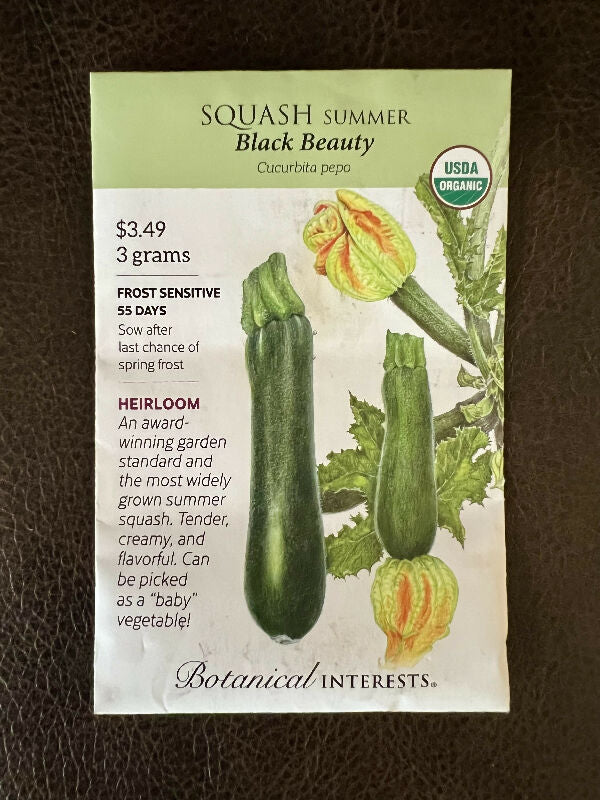 SQUASH SUMMER
Black Beauty
Cucurbita pepo
USDA
ORGANIC
$3.49
3 grams
FROST SENSITIVE
55 DAYS
Sow after
last chance of
spring frost
HEIRLOOM
An award-
winning garden
standard and
the most widely
grown summer
squash. Tender,
creamy, and
flavorful. Can
be picked
as a "baby"
vegetable!
Botanical INTERESTS®